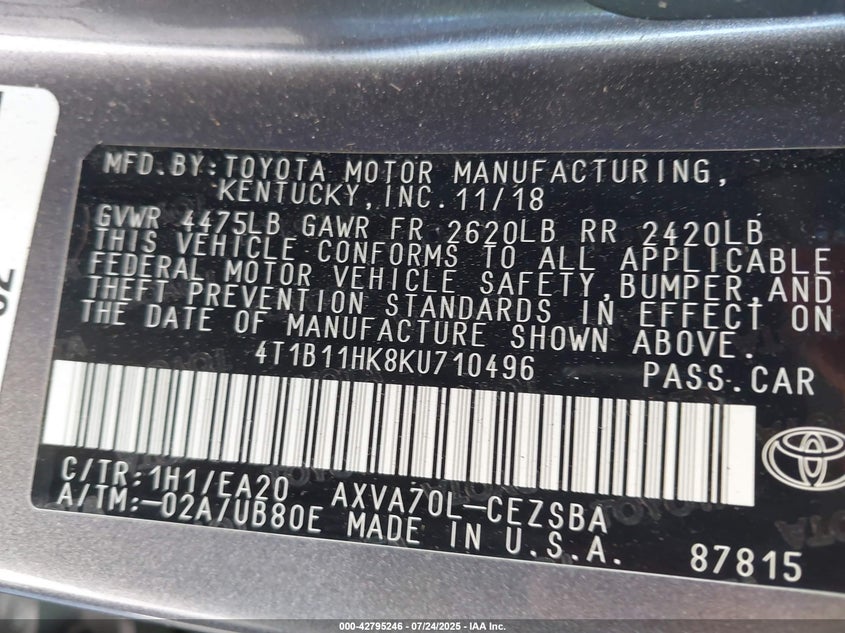 MFD.BY:TOYOTA MOTOR MANUFACTURING,
KENTUCKY,INC.11/18
GVWR 4475LB GAWR FR 2620LB RR 2420LB
THIS VEHICLE CONFORMS TO ALL APPLICABLE
FEDERAL MOTOR VEHICLE SAFETY,BUMPER,AND
THEFT PREVENTION STANDARDS IN EFFECT ON
THE DATE OF MANUFACTURE SHOWN ABOVE.
4T1B11HK8KU710496 PASS.CAR
C/TR:1H1/EA20 AXVA70L-CEZSBA
A/TM:-02A/UB80E MADE IN U.S.A. 87815
000-42795246 | 07/24/2025 | IAA Inc.